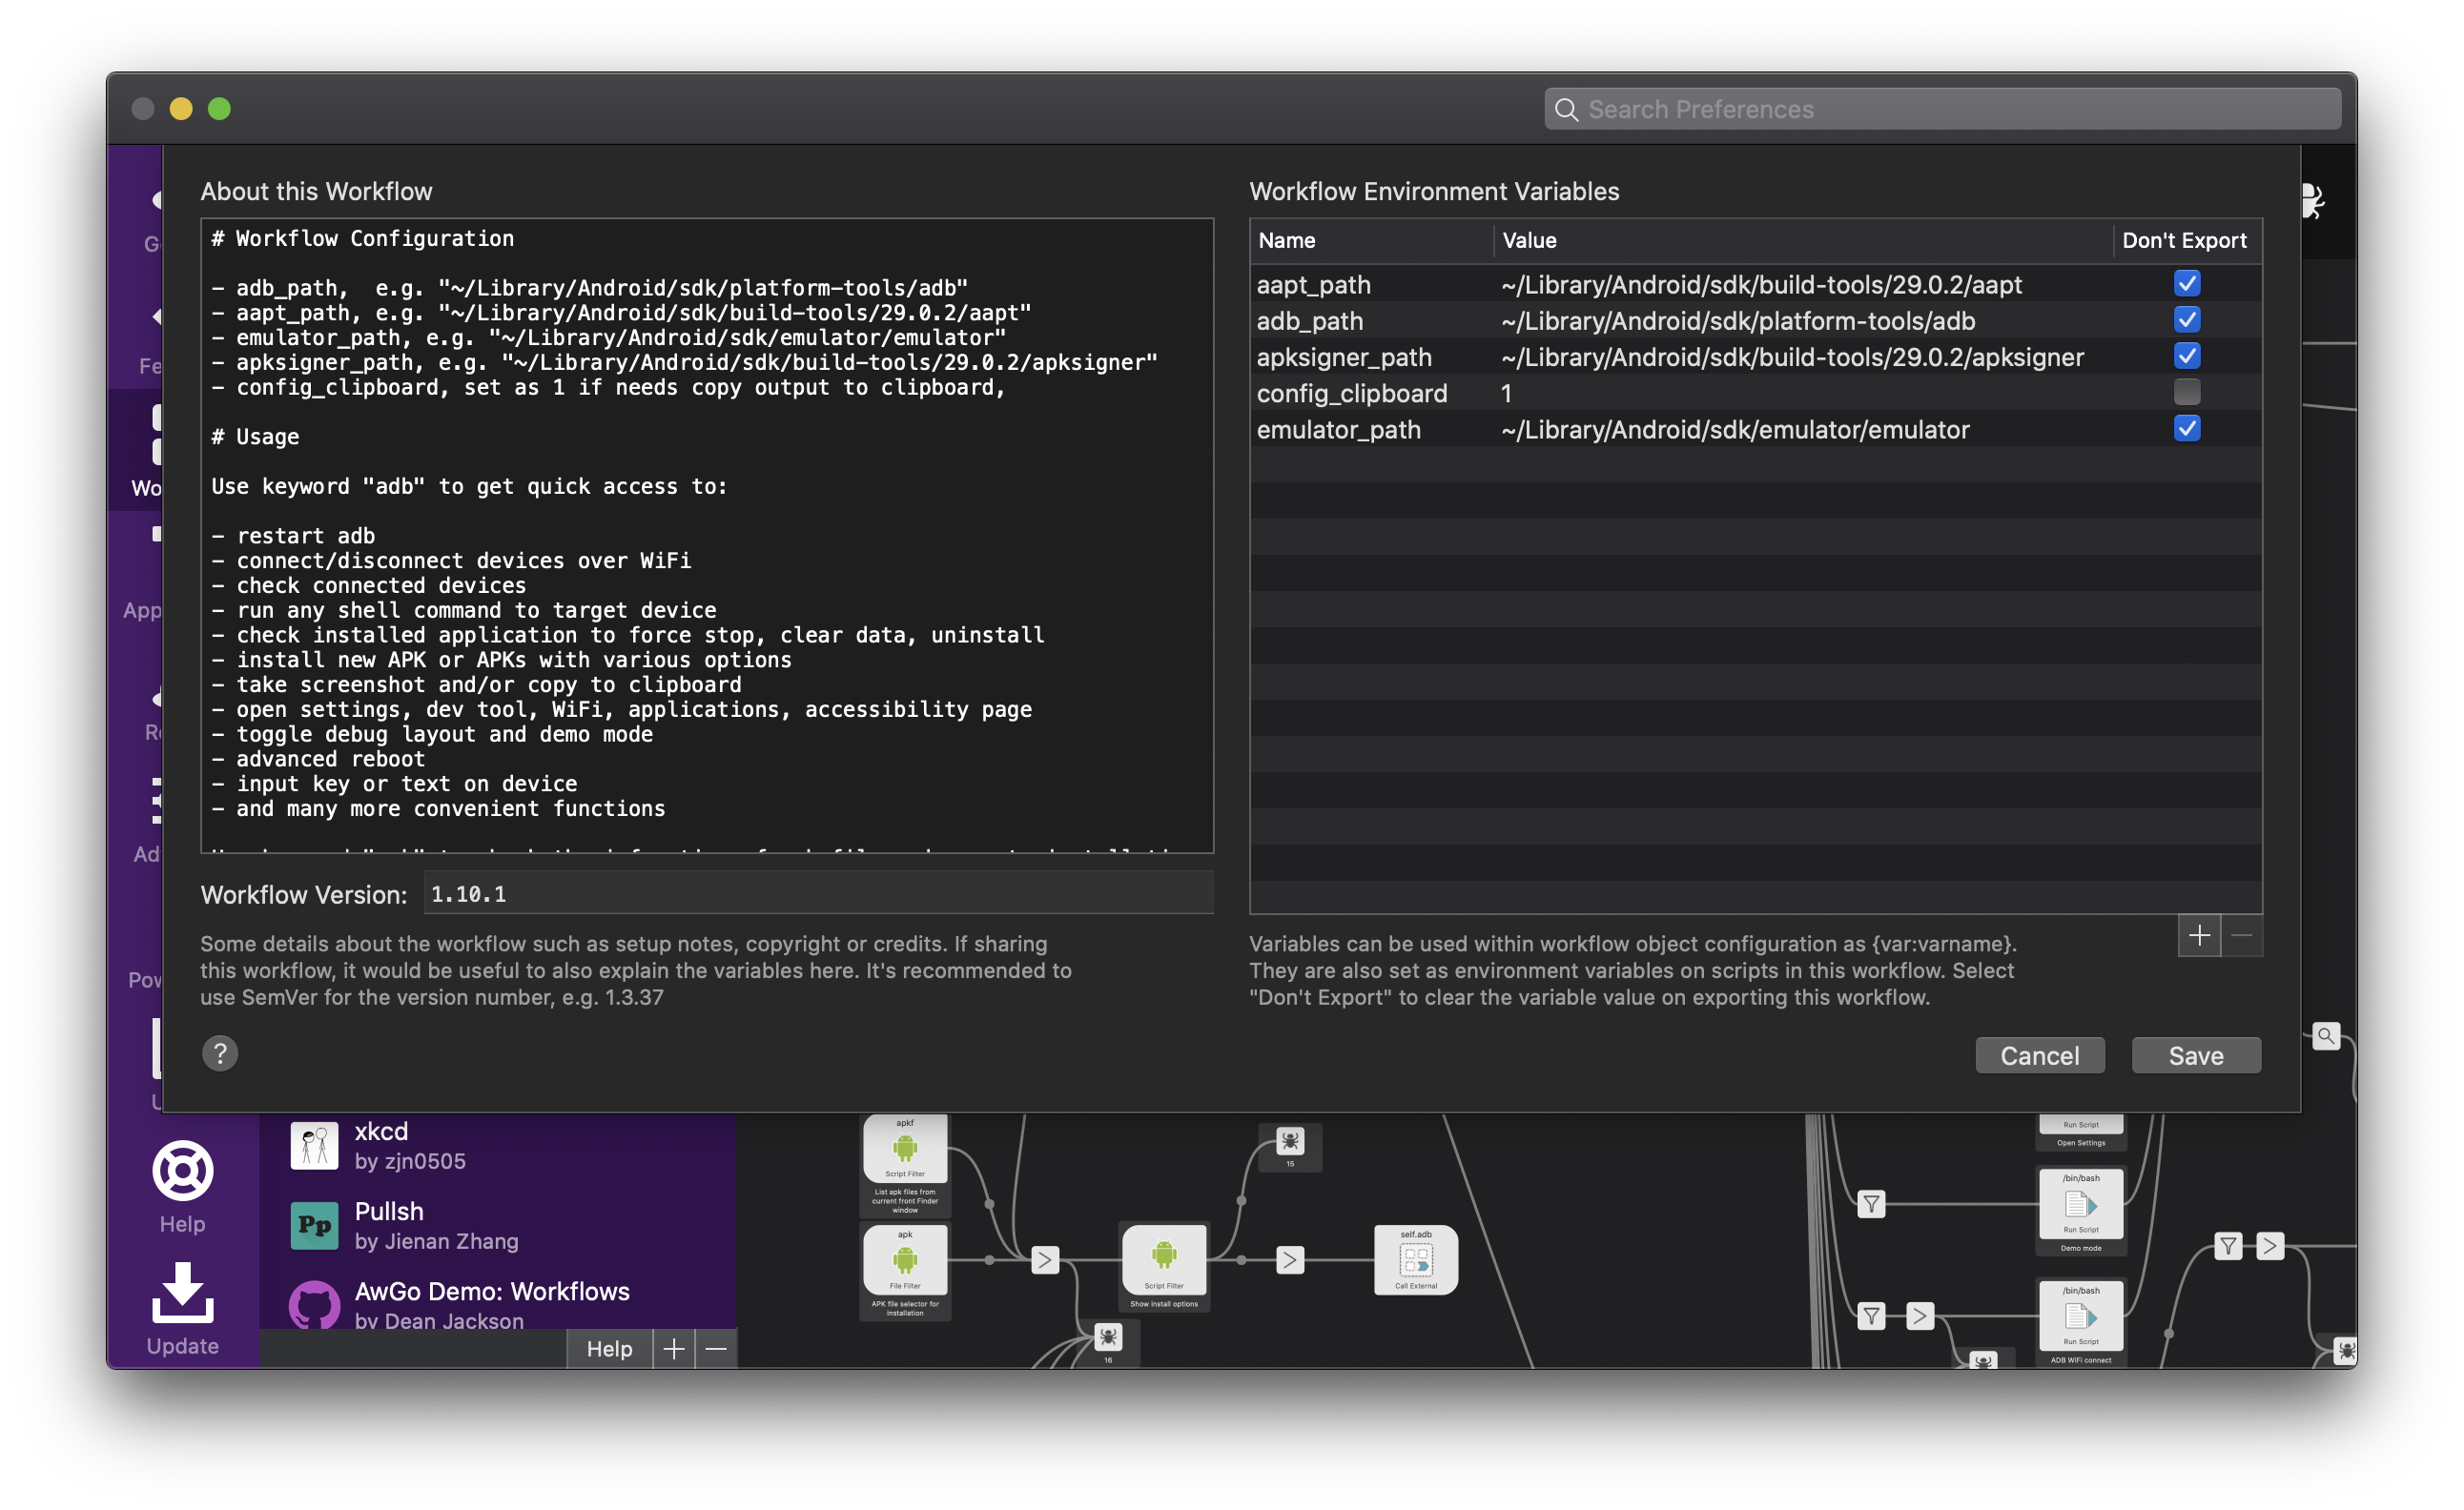 Search Preferences
About this Workflow
# Workflow Configuration
- adb_path,  e.g. "~/Library/Android/sdk/platform-tools/adb"
- aapt_path, e.g. "~/Library/Android/sdk/build-tools/29.0.2/aapt"
- emulator_path, e.g. "~/Library/Android/sdk/emulator/emulator"
- apksigner_path, e.g. "~/Library/Android/sdk/build-tools/29.0.2/apksigner"
- config_clipboard, set as 1 if needs copy output to clipboard,
# Usage
Use keyword "adb" to get quick access to:
- restart adb
- connect/disconnect devices over WiFi
- check connected devices
- run any shell command to target device
- check installed application to force stop, clear data, uninstall
- install new APK or APKs with various options
- take screenshot and/or copy to clipboard
- open settings, dev tool, WiFi, applications, accessibility page
- toggle debug layout and demo mode
- advanced reboot
- input key or text on device
- and many more convenient functions
Workflow Version: 1.10.1
Some details about the workflow such as setup notes, copyright or credits. If sharing
this workflow, it would be useful to also explain the variables here. It's recommended to
use SemVer for the version number, e.g. 1.3.37
?
Workflow Environment Variables
Name Value Don't Export
aapt_path ~/Library/Android/sdk/build-tools/29.0.2/aapt
adb_path ~/Library/Android/sdk/platform-tools/adb
apksigner_path ~/Library/Android/sdk/build-tools/29.0.2/apksigner
config_clipboard 1
emulator_path ~/Library/Android/sdk/emulator/emulator
Variables can be used within workflow object configuration as {var:varname}.
They are also set as environment variables on scripts in this workflow. Select
"Don't Export" to clear the variable value on exporting this workflow.
Cancel Save
G
Fe
Wo
App
R
Ad
Pow
U
Help
Update
xkcd
by zjn0505
Pp
Pullsh
by Jienan Zhang
AwGo Demo: Workflows
by Dean Jackson
Help + −
apkf
Script Filter
List apk files from
current front Finder
window
apk
File Filter
APK file selector for
installation
15
16
Script Filter
Show install options
self.adb
Call External
Run Script
Open Settings
/bin/bash
Run Script
Demo mode
/bin/bash
Run Script
ADB WiFi connect